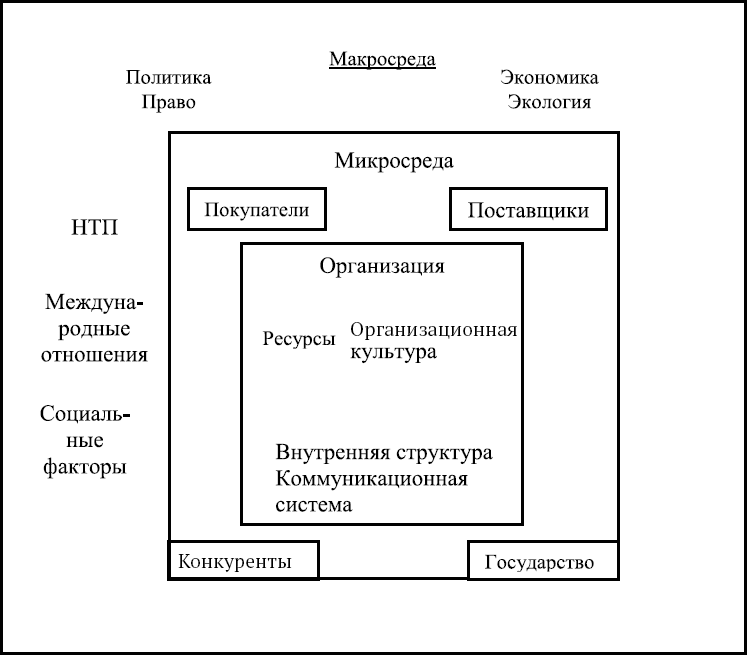 Макросреда
Политика
Право
Экономика
Экология
Микросреда
Покупатели
Поставщики
НТП
Междуна-
родные
отношения
Социаль-
ные
факторы
Организация
Ресурсы
Организационная
культура
Внутренняя структура
Коммуникационная
система
Конкуренты
Государство